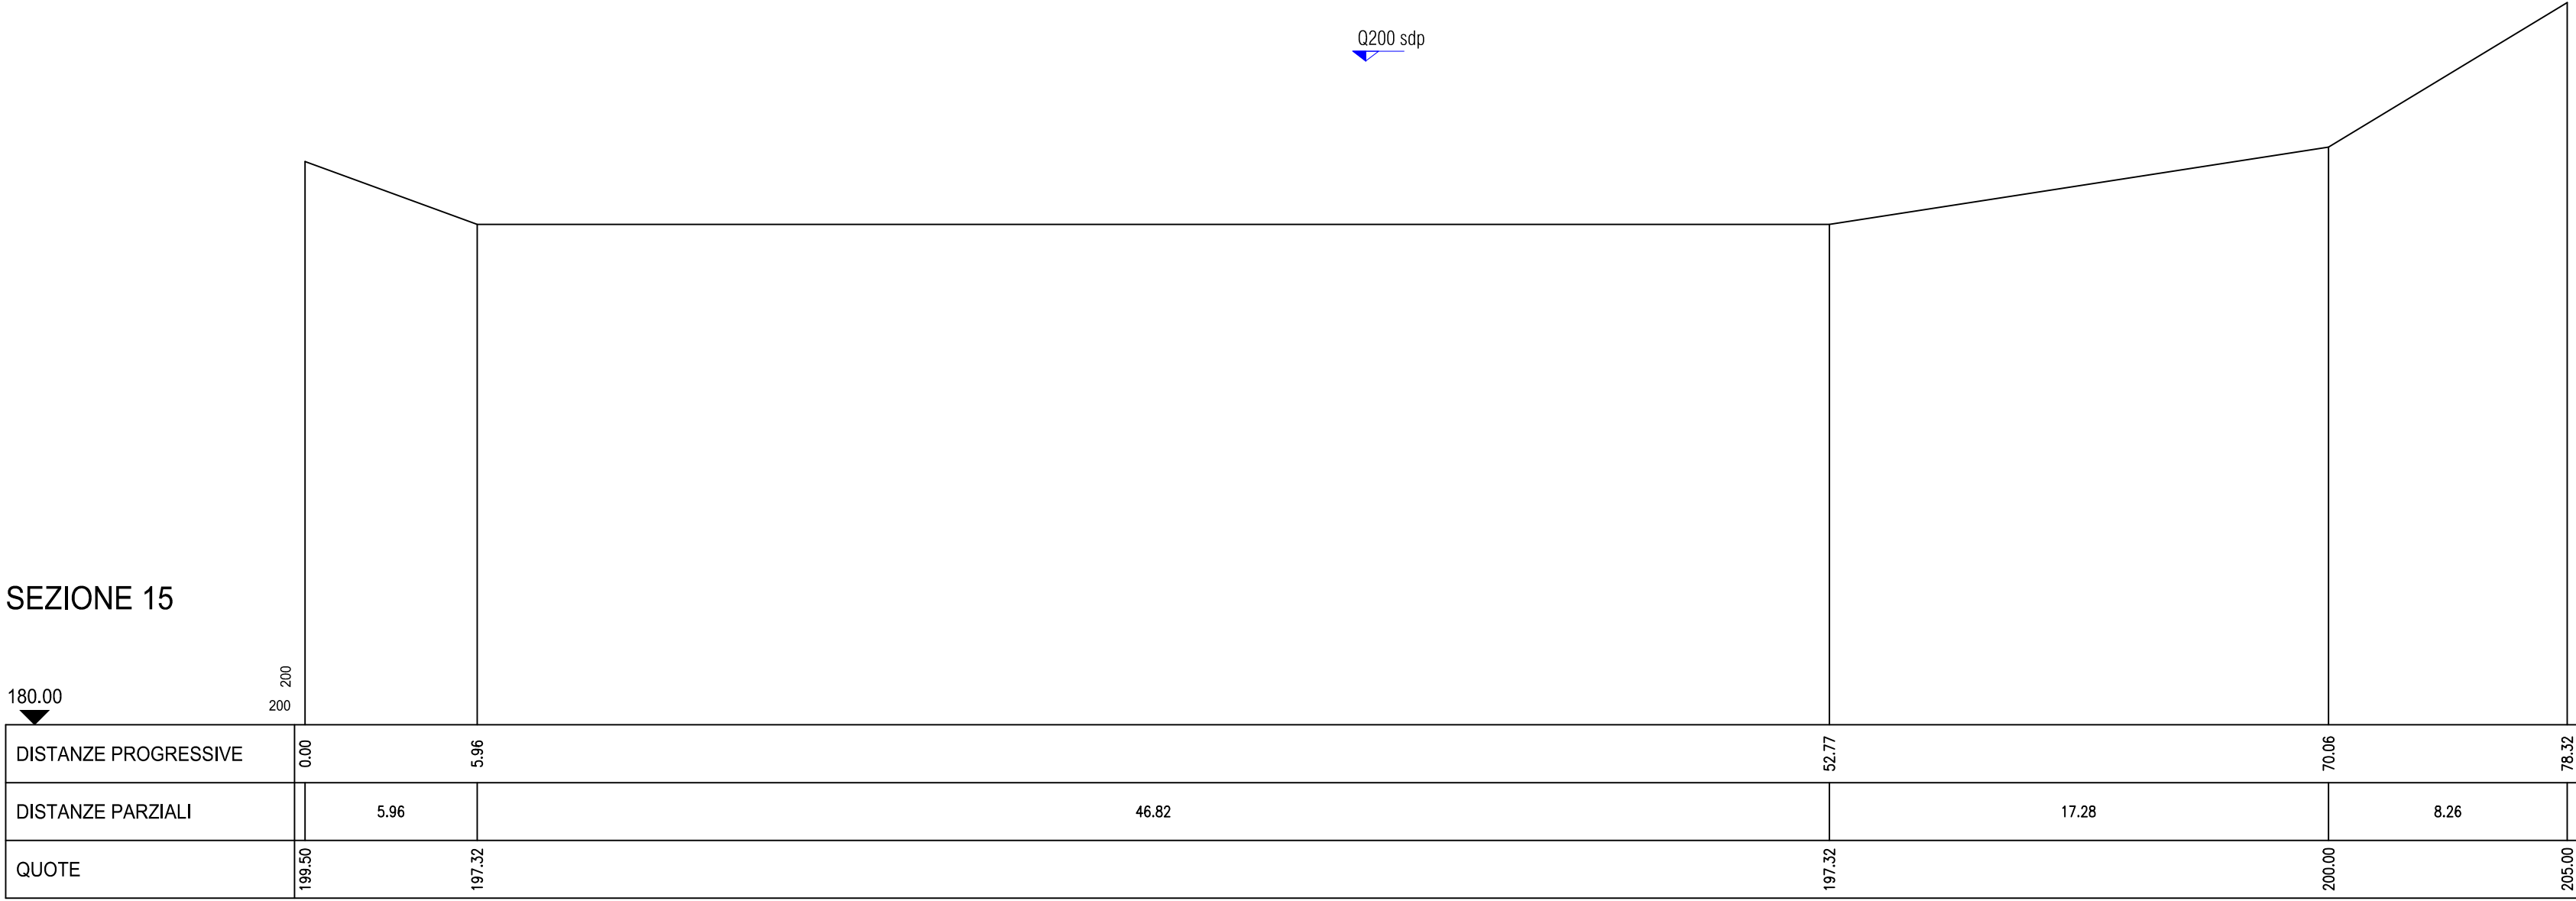 Q200 sdp
SEZIONE 15
200
200
180.00
DISTANZE PROGRESSIVE 0.00 5.96 52.77 70.06 78.32
DISTANZE PARZIALI 5.96 46.82 17.28 8.26
QUOTE 199.50 197.32 197.32 200.00 205.00